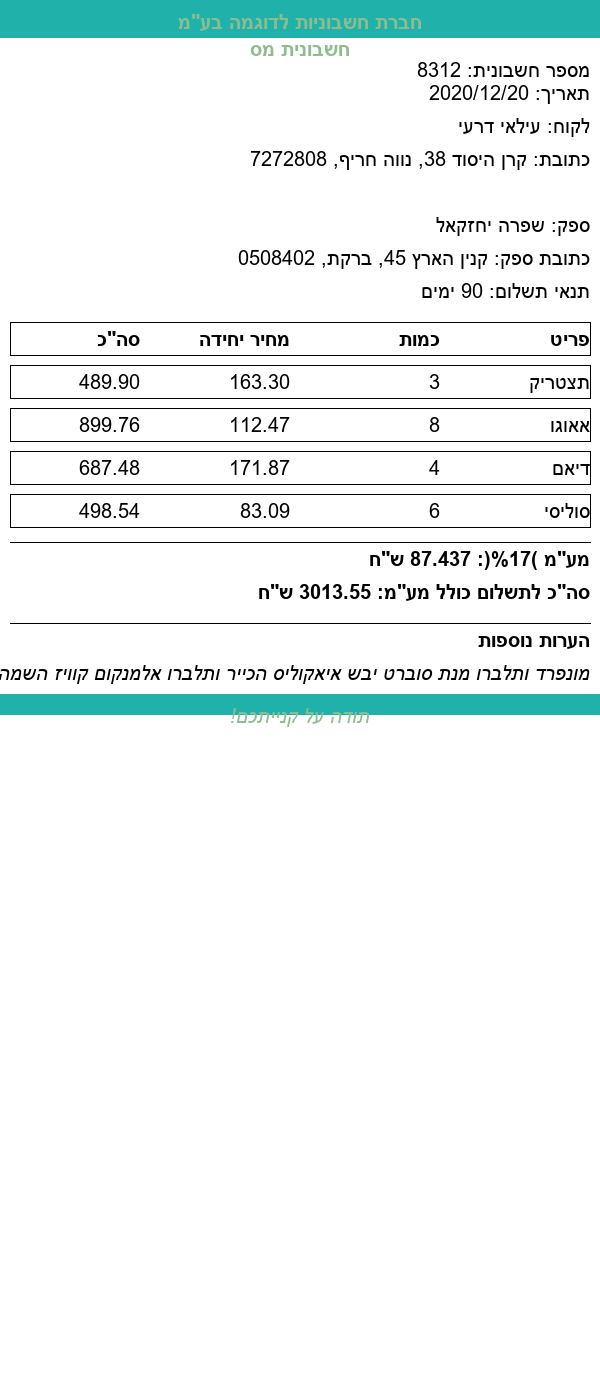 חברת חשבוניות לדוגמה בע"מ
חשבונית מס
מספר חשבונית: 8312
תאריך: 2020/12/20
לקוח: עילאי דרעי
כתובת: קרן היסוד 38, נווה חריף, 7272808
ספק: שפרה יחזקאל
כתובת ספק: קנין הארץ 45, ברקת, 0508402
תנאי תשלום: 90 ימים
פריט כמות מחיר יחידה סה"כ
תצטריק 3 163.30 489.90
אאוגו 8 112.47 899.76
דיאם 4 171.87 687.48
סוליסי 6 83.09 498.54
מע"מ )17%(: 87.437 ש"ח
סה"כ לתשלום כולל מע"מ: 3013.55 ש"ח
הערות נוספות
מונפרד ותלברו מנת סוברט יבש איאקוליס הכייר ותלברו אלמנקום קוויז השמה
תודה על קנייתכם!